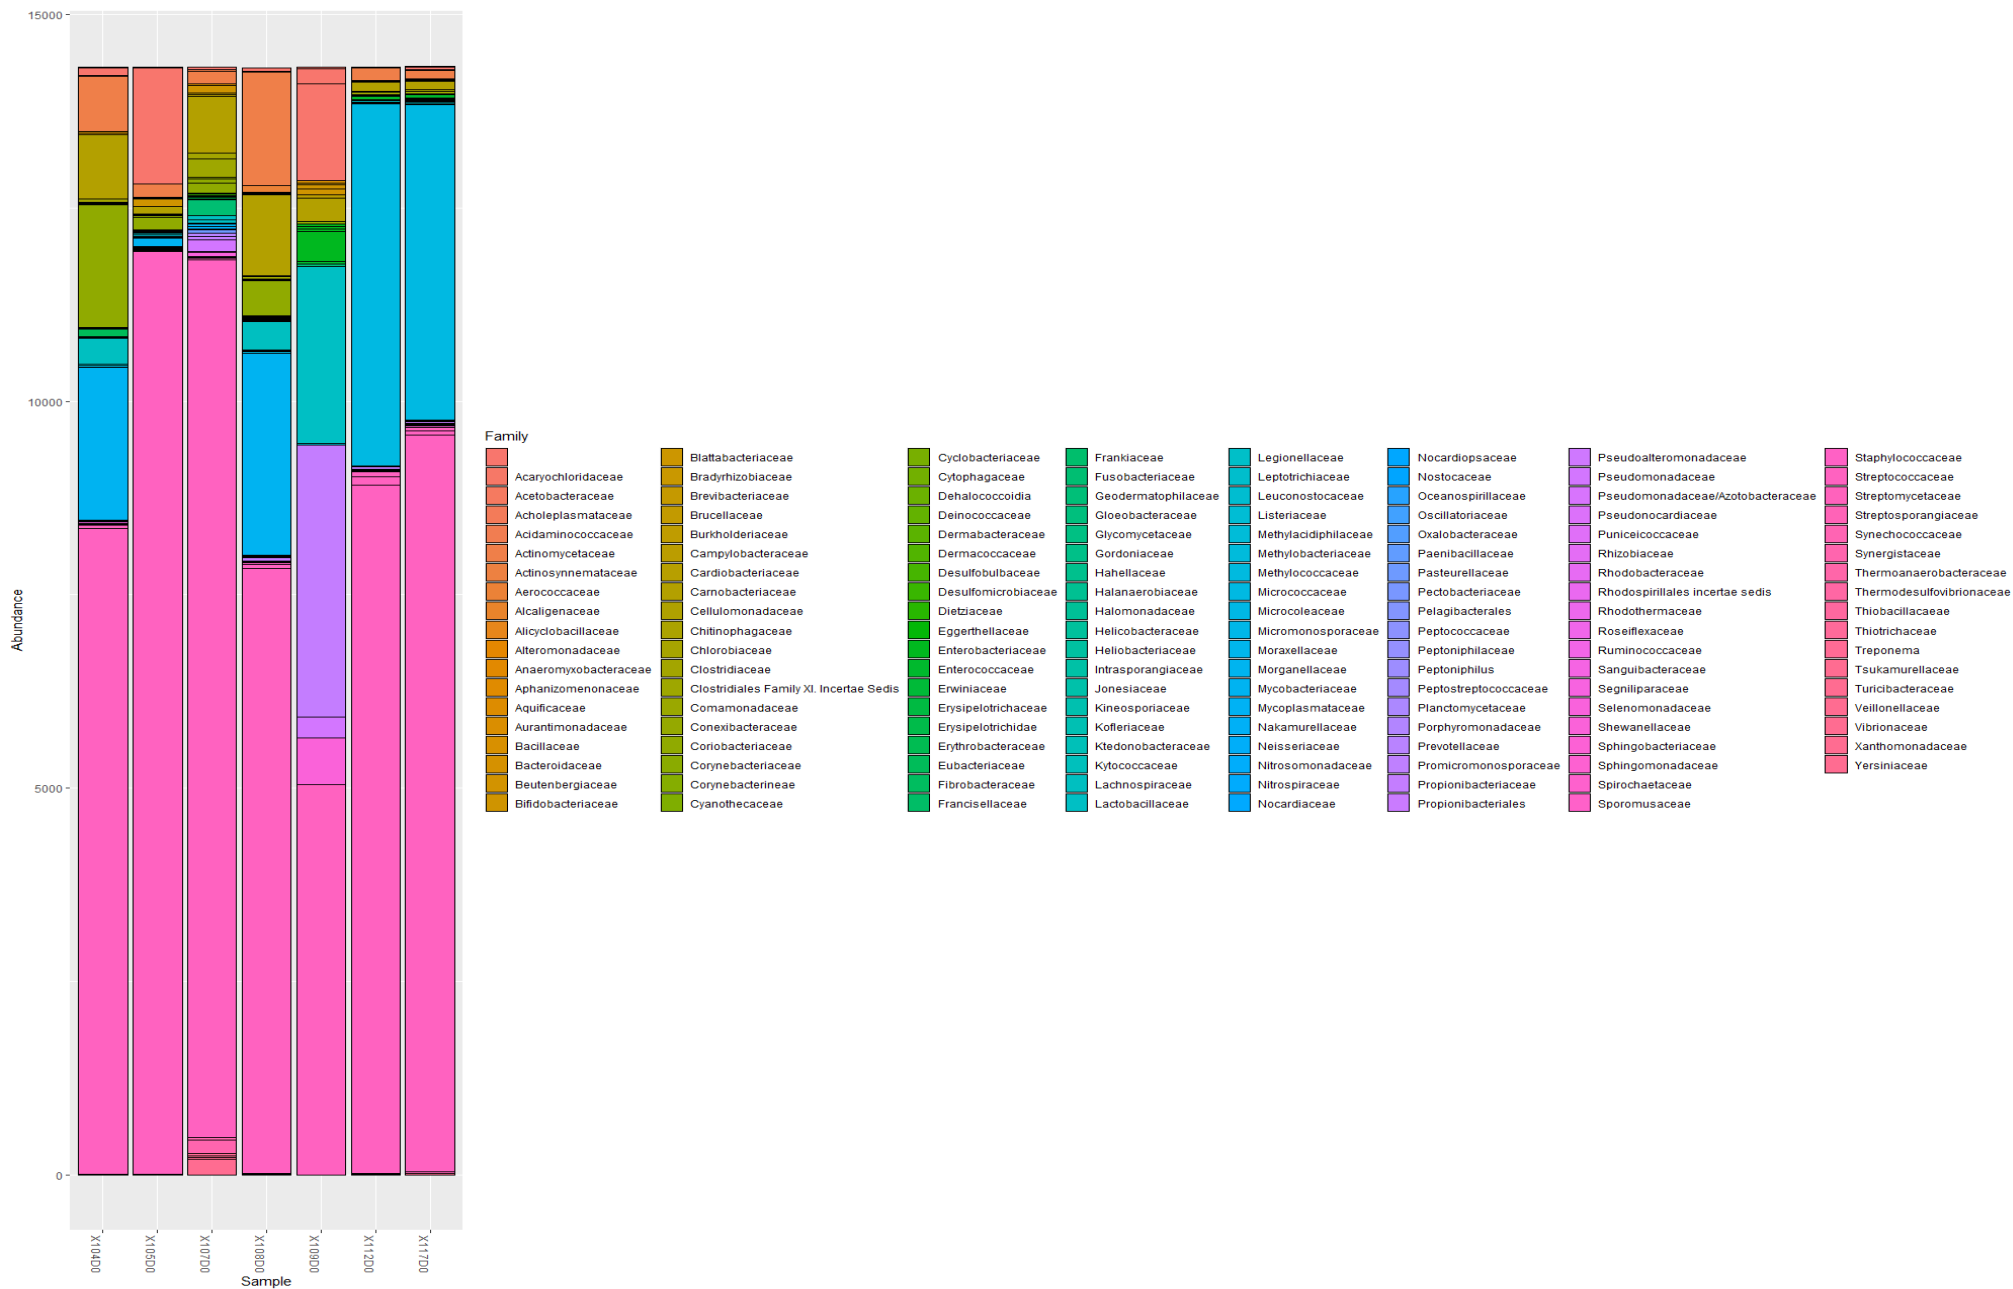 15000
10000
5000
0
Abundance
X104D0
X105D0
X107D0
X108D0
X109D0
X112D0
X117D0
Sample
Family
Acaryochloridaceae
Acetobacteraceae
Acholeplasmataceae
Acidaminococcaceae
Actinomycetaceae
Actinosynnemataceae
Aerococcaceae
Alcaligenaceae
Alicyclobacillaceae
Alteromonadaceae
Anaeromyxobacteraceae
Aphanizomenonaceae
Aquificaceae
Aurantimonadaceae
Bacillaceae
Bacteroidaceae
Beutenbergiaceae
Bifidobacteriaceae
Blattabacteriaceae
Bradyrhizobiaceae
Brevibacteriaceae
Brucellaceae
Burkholderiaceae
Campylobacteraceae
Cardiobacteriaceae
Carnobacteriaceae
Cellulomonadaceae
Chitinophagaceae
Chlorobiaceae
Clostridiaceae
Clostridiales Family XI. Incertae Sedis
Comamonadaceae
Conexibacteraceae
Coriobacteriaceae
Corynebacteriaceae
Corynebacterineae
Cyanothecaceae
Cyclobacteriaceae
Cytophagaceae
Dehalococcoidia
Deinococcaceae
Dermabacteraceae
Dermacoccaceae
Desulfobulbaceae
Desulfomicrobiaceae
Dietziaceae
Eggerthellaceae
Enterobacteriaceae
Enterococcaceae
Erwiniaceae
Erysipelotrichaceae
Erysipelotrichidae
Erythrobacteraceae
Eubacteriaceae
Fibrobacteraceae
Francisellaceae
Frankiaceae
Fusobacteriaceae
Geodermatophilaceae
Gloeobacteraceae
Glycomycetaceae
Gordoniaceae
Hahellaceae
Halanaerobiaceae
Halomonadaceae
Helicobacteraceae
Heliobacteriaceae
Intrasporangiaceae
Jonesiaceae
Kineosporiaceae
Kofleriaceae
Ktedonobacteraceae
Kytococcaceae
Lachnospiraceae
Lactobacillaceae
Legionellaceae
Leptotrichiaceae
Leuconostocaceae
Listeriaceae
Methylacidiphilaceae
Methylobacteriaceae
Methylococcaceae
Micrococcaceae
Microcoleaceae
Micromonosporaceae
Moraxellaceae
Morganellaceae
Mycobacteriaceae
Mycoplasmataceae
Nakamurellaceae
Neisseriaceae
Nitrosomonadaceae
Nitrospiraceae
Nocardiaceae
Nocardiopsaceae
Nostocaceae
Oceanospirillaceae
Oscillatoriaceae
Oxalobacteraceae
Paenibacillaceae
Pasteurellaceae
Pectobacteriaceae
Pelagibacterales
Peptococcaceae
Peptoniphilaceae
Peptoniphilus
Peptostreptococcaceae
Planctomycetaceae
Porphyromonadaceae
Prevotellaceae
Promicromonosporaceae
Propionibacteriaceae
Propionibacteriales
Pseudoalteromonadaceae
Pseudomonadaceae
Pseudomonadaceae/Azotobacteraceae
Pseudonocardiaceae
Puniceicoccaceae
Rhizobiaceae
Rhodobacteraceae
Rhodospirillales incertae sedis
Rhodothermaceae
Roseiflexaceae
Ruminococcaceae
Sanguibacteraceae
Segniliparaceae
Selenomonadaceae
Shewanellaceae
Sphingobacteriaceae
Sphingomonadaceae
Spirochaetaceae
Sporomusaceae
Staphylococcaceae
Streptococcaceae
Streptomycetaceae
Streptosporangiaceae
Synechococcaceae
Synergistaceae
Thermoanaerobacteraceae
Thermodesulfovibrionaceae
Thiobacillaceae
Thiotrichaceae
Treponema
Tsukamurellaceae
Turicibacteraceae
Veillonellaceae
Vibrionaceae
Xanthomonadaceae
Yersiniaceae